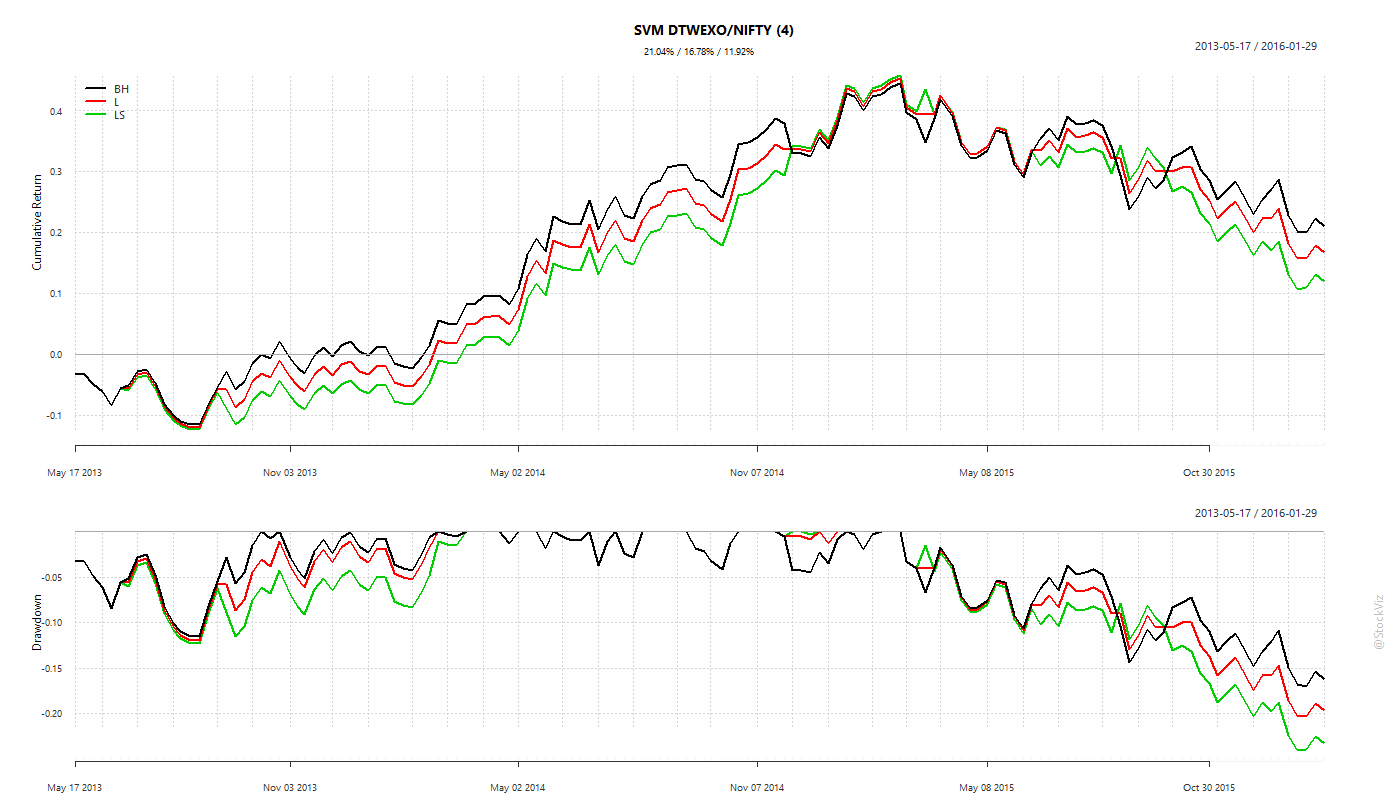 SVM DTWEXO/NIFTY (4)
21.04% / 16.78% / 11.92%
2013-05-17 / 2016-01-29
BH
L
LS
Cumulative Return
0.4
0.3
0.2
0.1
0.0
-0.1
May 17 2013
Nov 03 2013
May 02 2014
Nov 07 2014
May 08 2015
Oct 30 2015
2013-05-17 / 2016-01-29
Drawdown
-0.05
-0.10
-0.15
-0.20
May 17 2013
Nov 03 2013
May 02 2014
Nov 07 2014
May 08 2015
Oct 30 2015
@StockViz